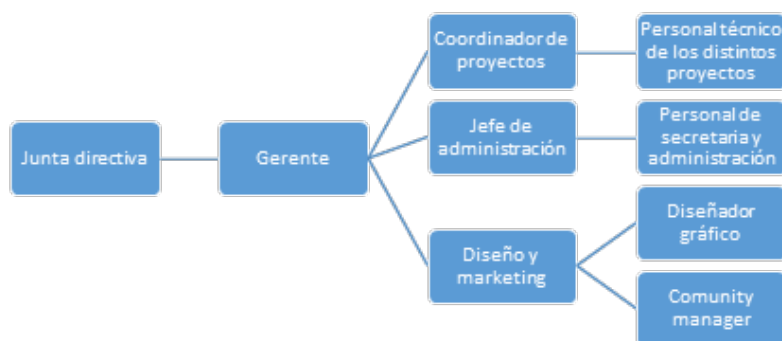 Junta directiva
Gerente
Coordinador de
proyectos
Personal técnico
de los distintos
proyectos
Jefe de
administración
Personal de
secretaria y
administración
Diseño y
marketing
Diseñador
gráfico
Comunity
manager